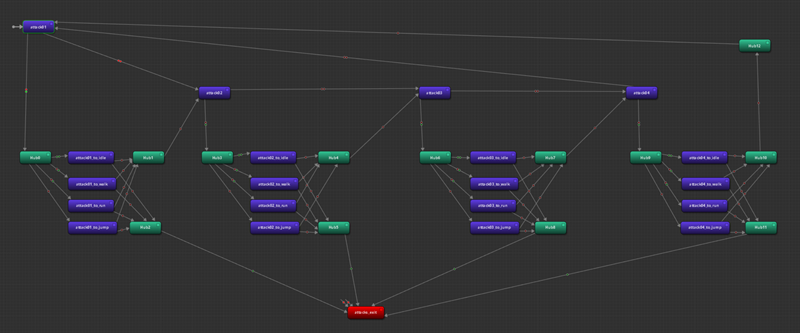 attack01
Hub12
attack02
attack03
attack04
Hub0
attack01_to_idle
Hub1
Hub3
attack02_to_idle
Hub4
Hub6
attack03_to_idle
Hub7
Hub9
attack04_to_idle
Hub10
attack01_to_walk
attack02_to_walk
attack03_to_walk
attack04_to_walk
attack01_to_run
attack02_to_run
attack03_to_run
attack04_to_run
attack01_to_jump
Hub2
attack02_to_jump
Hub5
attack03_to_jump
Hub8
attack04_to_jump
Hub11